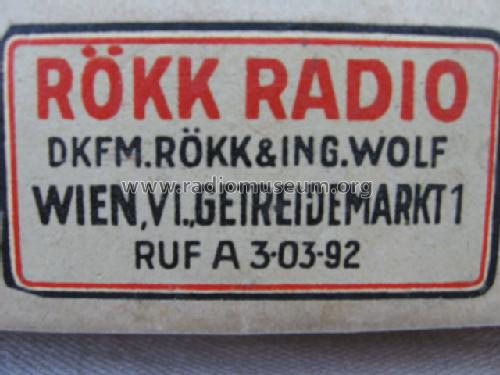 RÖKK RADIO
DKFM.RÖKK&ING.WOLF
www.radiomuseum.org
WIEN,VI.,GETREIDEMARKT 1
RUF A 3-03-92